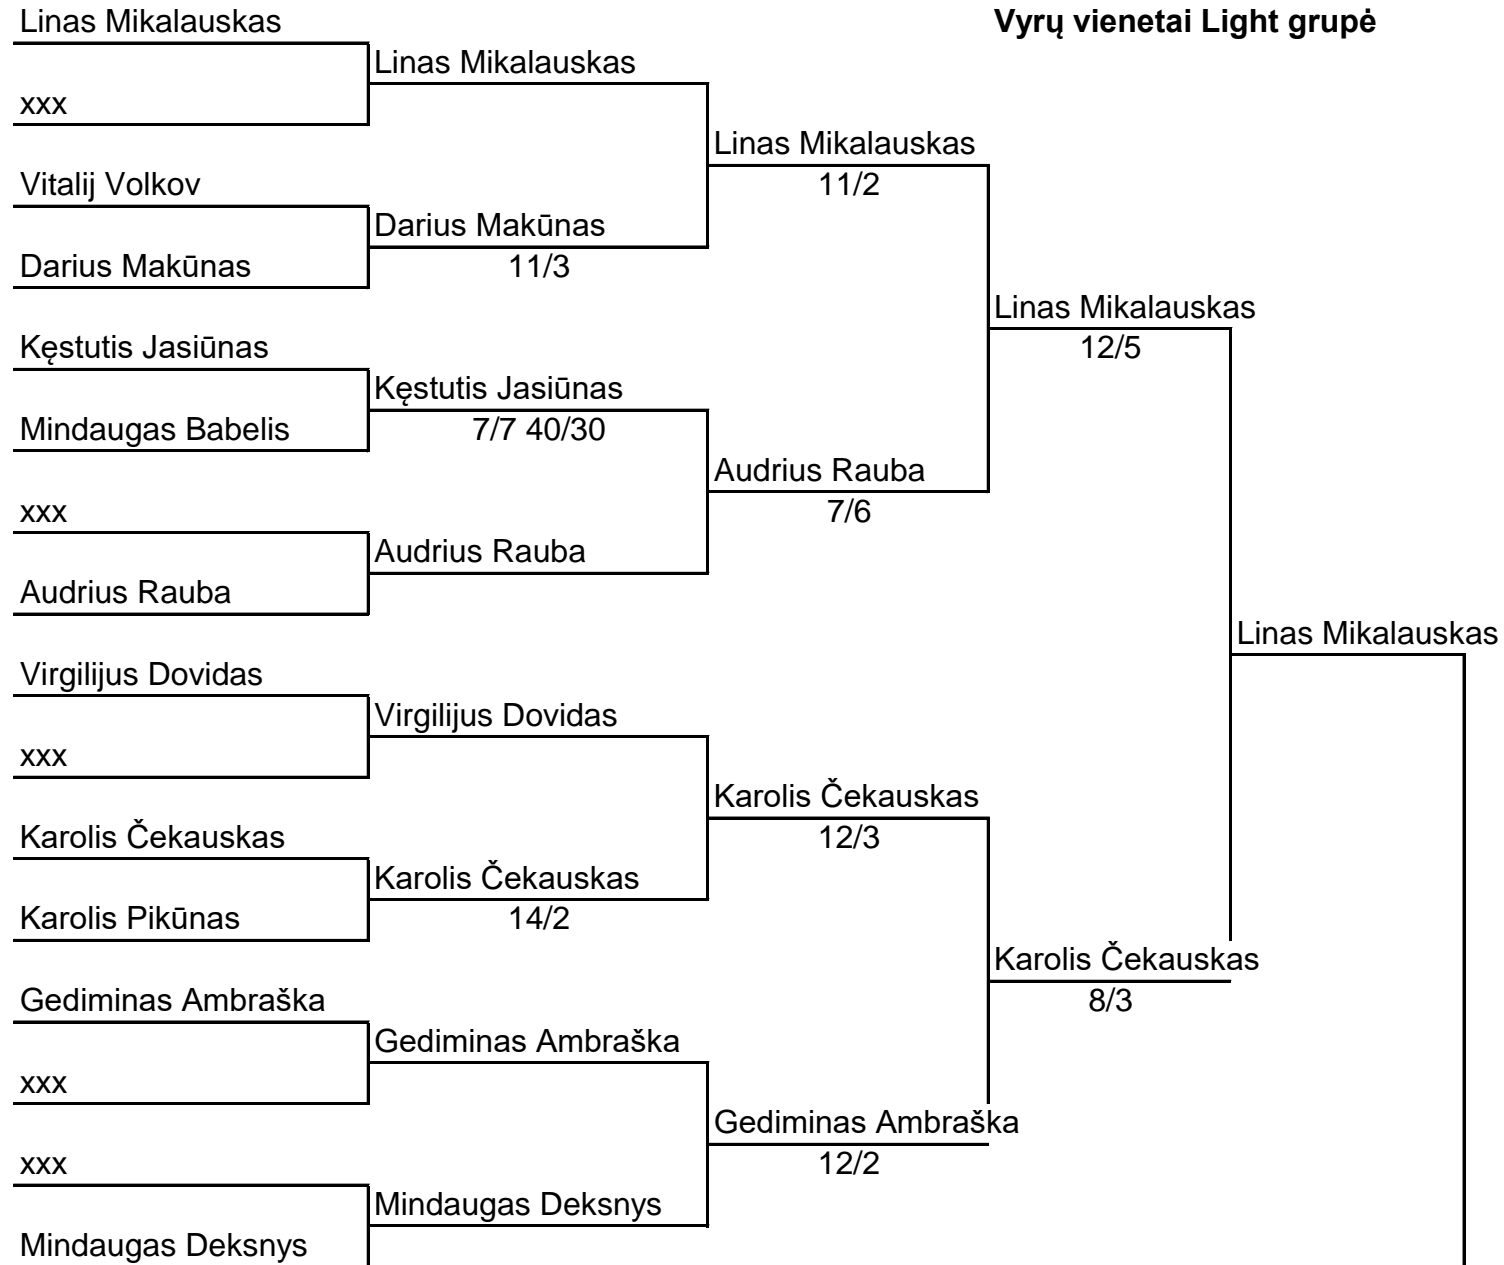 Linas Mikalauskas
Vyrų vienetai Light grupė
Linas Mikalauskas
xxx
Linas Mikalauskas
Vitalij Volkov
11/2
Darius Makūnas
Darius Makūnas
11/3
Linas Mikalauskas
Kęstutis Jasiūnas
12/5
Kęstutis Jasiūnas
Mindaugas Babelis
7/7 40/30
Audrius Rauba
xxx
7/6
Audrius Rauba
Audrius Rauba
Linas Mikalauskas
Virgilijus Dovidas
Virgilijus Dovidas
xxx
Karolis Čekauskas
Karolis Čekauskas
12/3
Karolis Čekauskas
Karolis Pikūnas
14/2
Karolis Čekauskas
Gediminas Ambraška
8/3
Gediminas Ambraška
xxx
Gediminas Ambraška
xxx
12/2
Mindaugas Deksnys
Mindaugas Deksnys